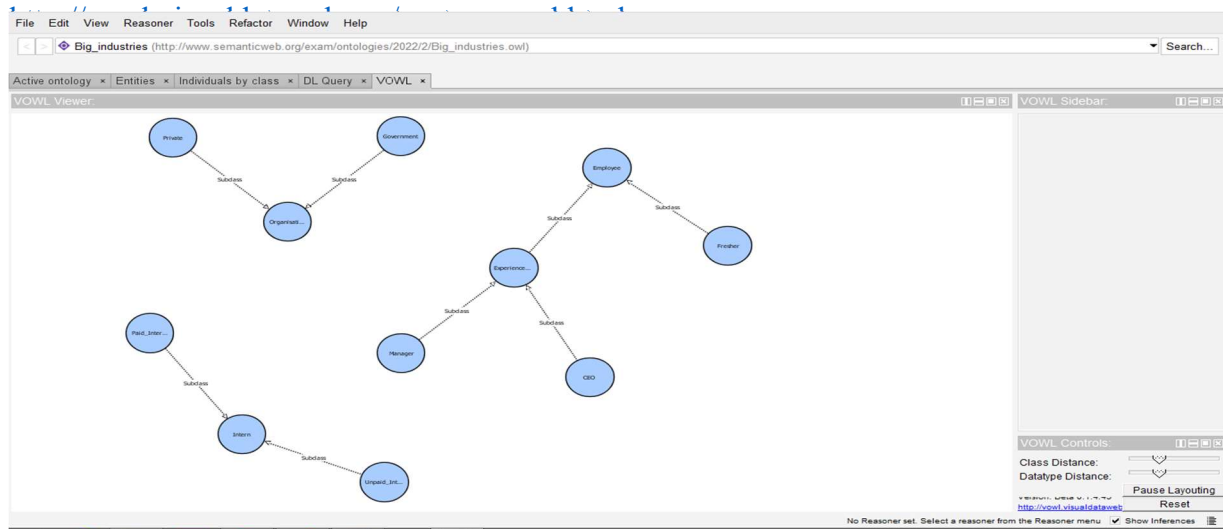 File Edit View Reasoner Tools Refactor Window Help
< > Big_industries (http://www.semanticweb.org/exam/ontologies/2022/2/Big_industries.owl) Search...
Active ontology × Entities × Individuals by class × DL Query × VOWL ×
VOWL Viewer:
VOWL Sidebar:
Private
Government
Subclass
Subclass
Organisati...
Employee
Subclass
Subclass
Fresher
Experience...
Subclass
Subclass
Manager
CEO
Paid_Inter...
Subclass
Intern
Subclass
Unpaid_Int...
VOWL Controls:
Class Distance:
Datatype Distance:
Pause Layouting
Reset
http://vowl.visualdataweb
No Reasoner set. Select a reasoner from the Reasoner menu Show Inferences